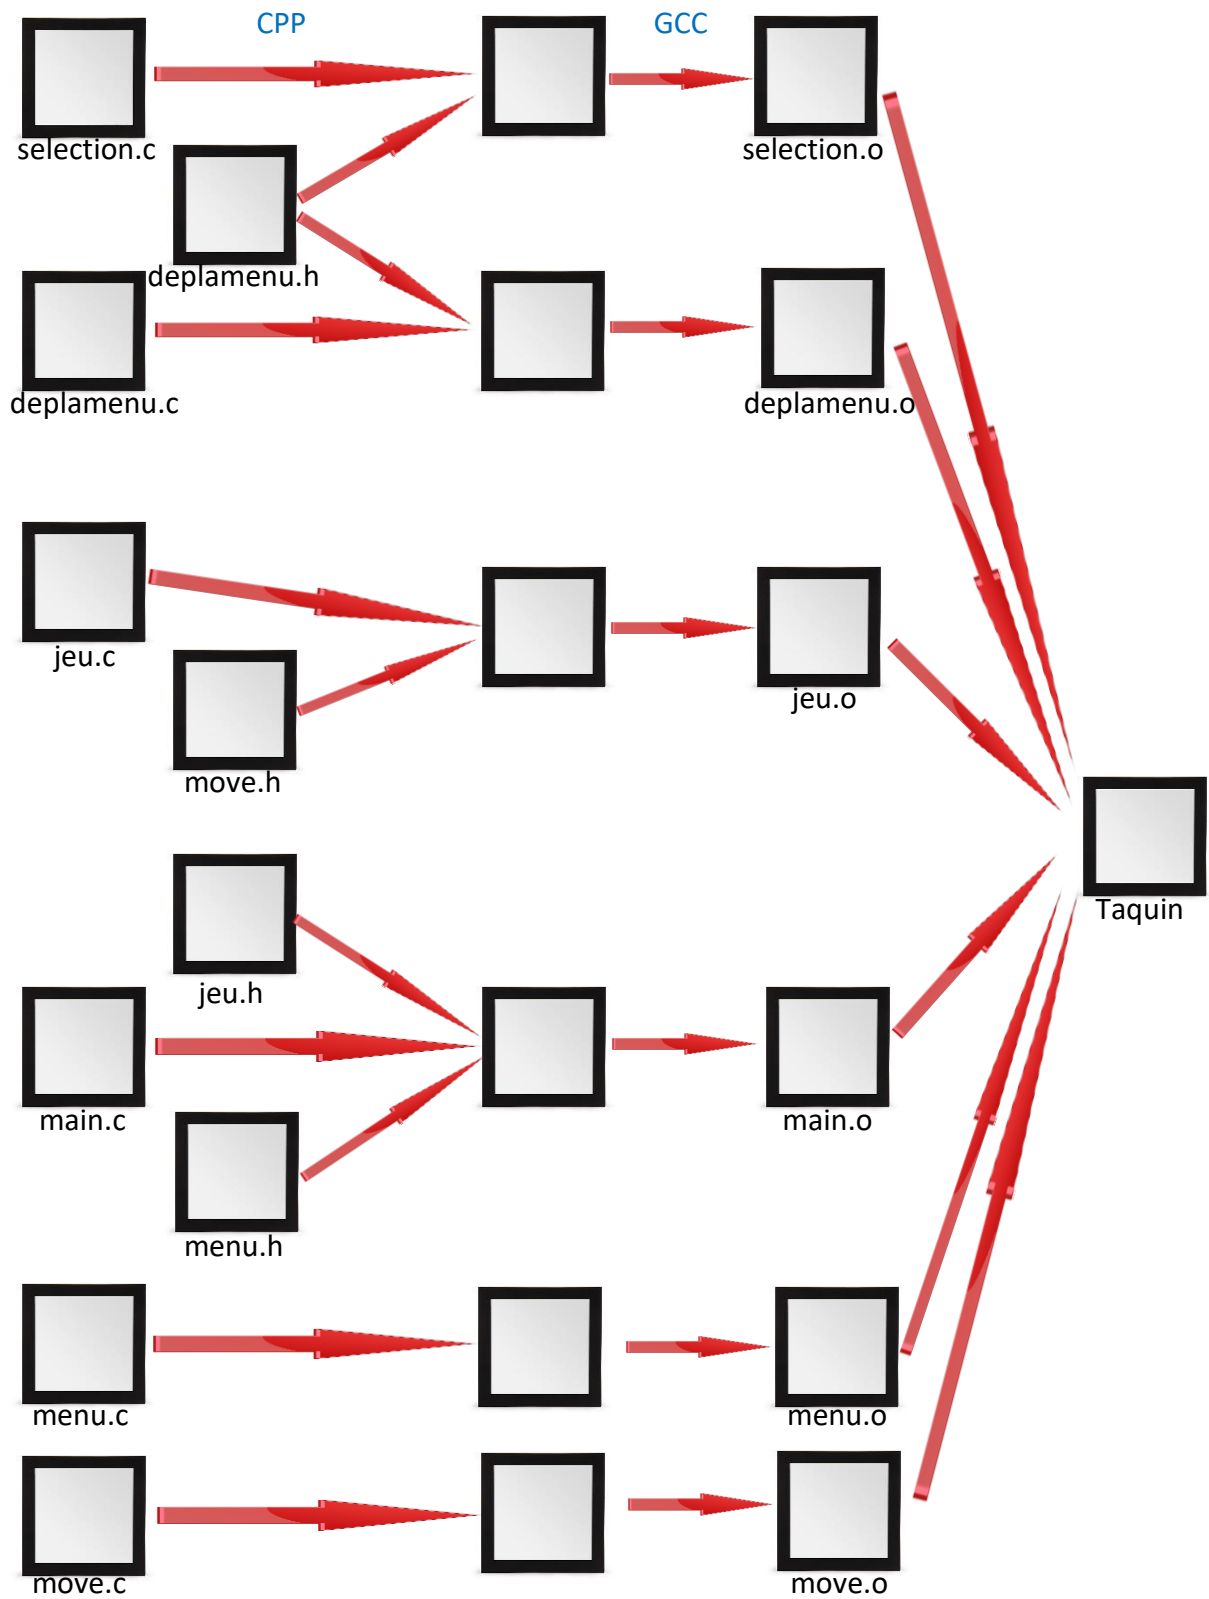 CPP
GCC
selection.c
selection.o
deplamenu.h
deplamenu.c
deplamenu.o
jeu.c
jeu.o
move.h
Taquin
jeu.h
main.c
main.o
menu.h
menu.c
menu.o
move.c
move.o